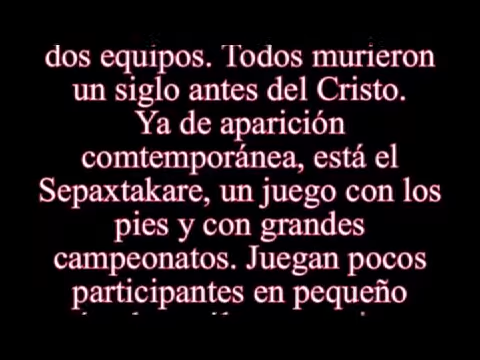 dos equipos. Todos murieron
un siglo antes del Cristo.
Ya de aparición
comtemporánea, está el
Sepaxtakare, un juego con los
pies y con grandes
campeonatos. Juegan pocos
participantes en pequeño